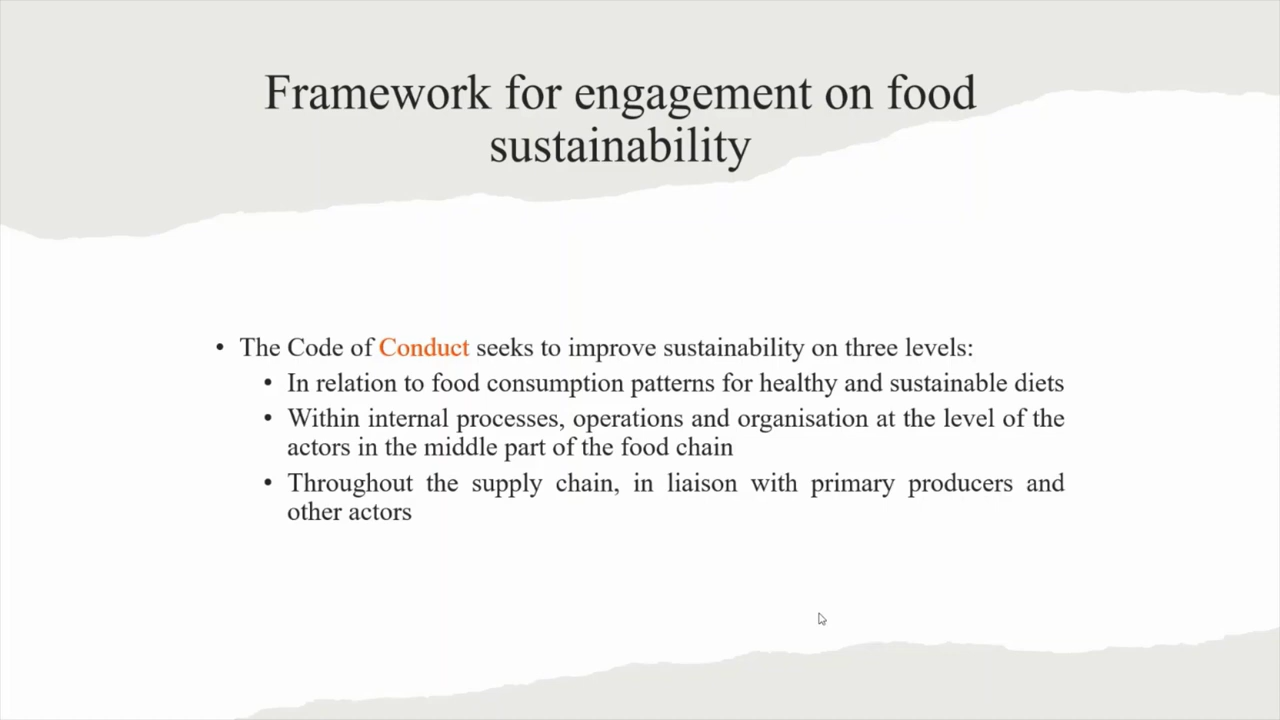 Framework for engagement on food
sustainability
• The Code of Conduct seeks to improve sustainability on three levels:
• In relation to food consumption patterns for healthy and sustainable diets
• Within internal processes, operations and organisation at the level of the
actors in the middle part of the food chain
• Throughout the supply chain, in liaison with primary producers and
other actors